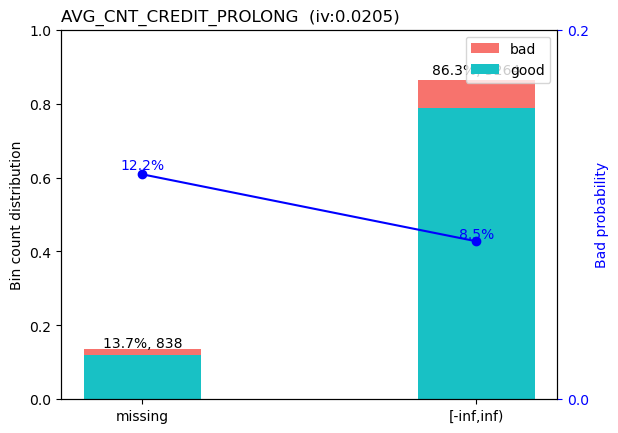 AVG_CNT_CREDIT_PROLONG (iv:0.0205)
1.0
0.8
0.6
0.4
0.2
0.0
Bin count distribution
0.2
0.0
Bad probability
bad
good
86.3%
12.2%
8.5%
13.7%, 838
missing
[-inf,inf)